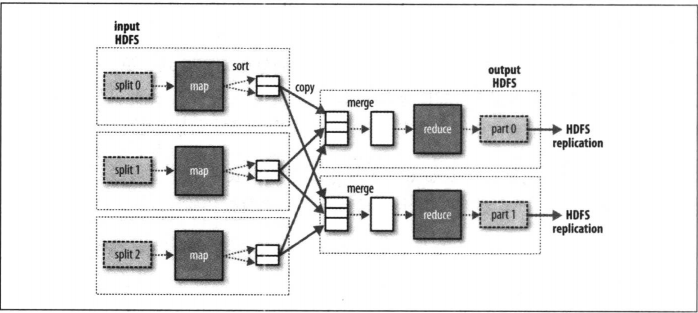 input
HDFS
split 0
map
sort
copy
split 1
map
split 2
map
output
HDFS
merge
reduce
part 0
HDFS
replication
merge
reduce
part 1
HDFS
replication